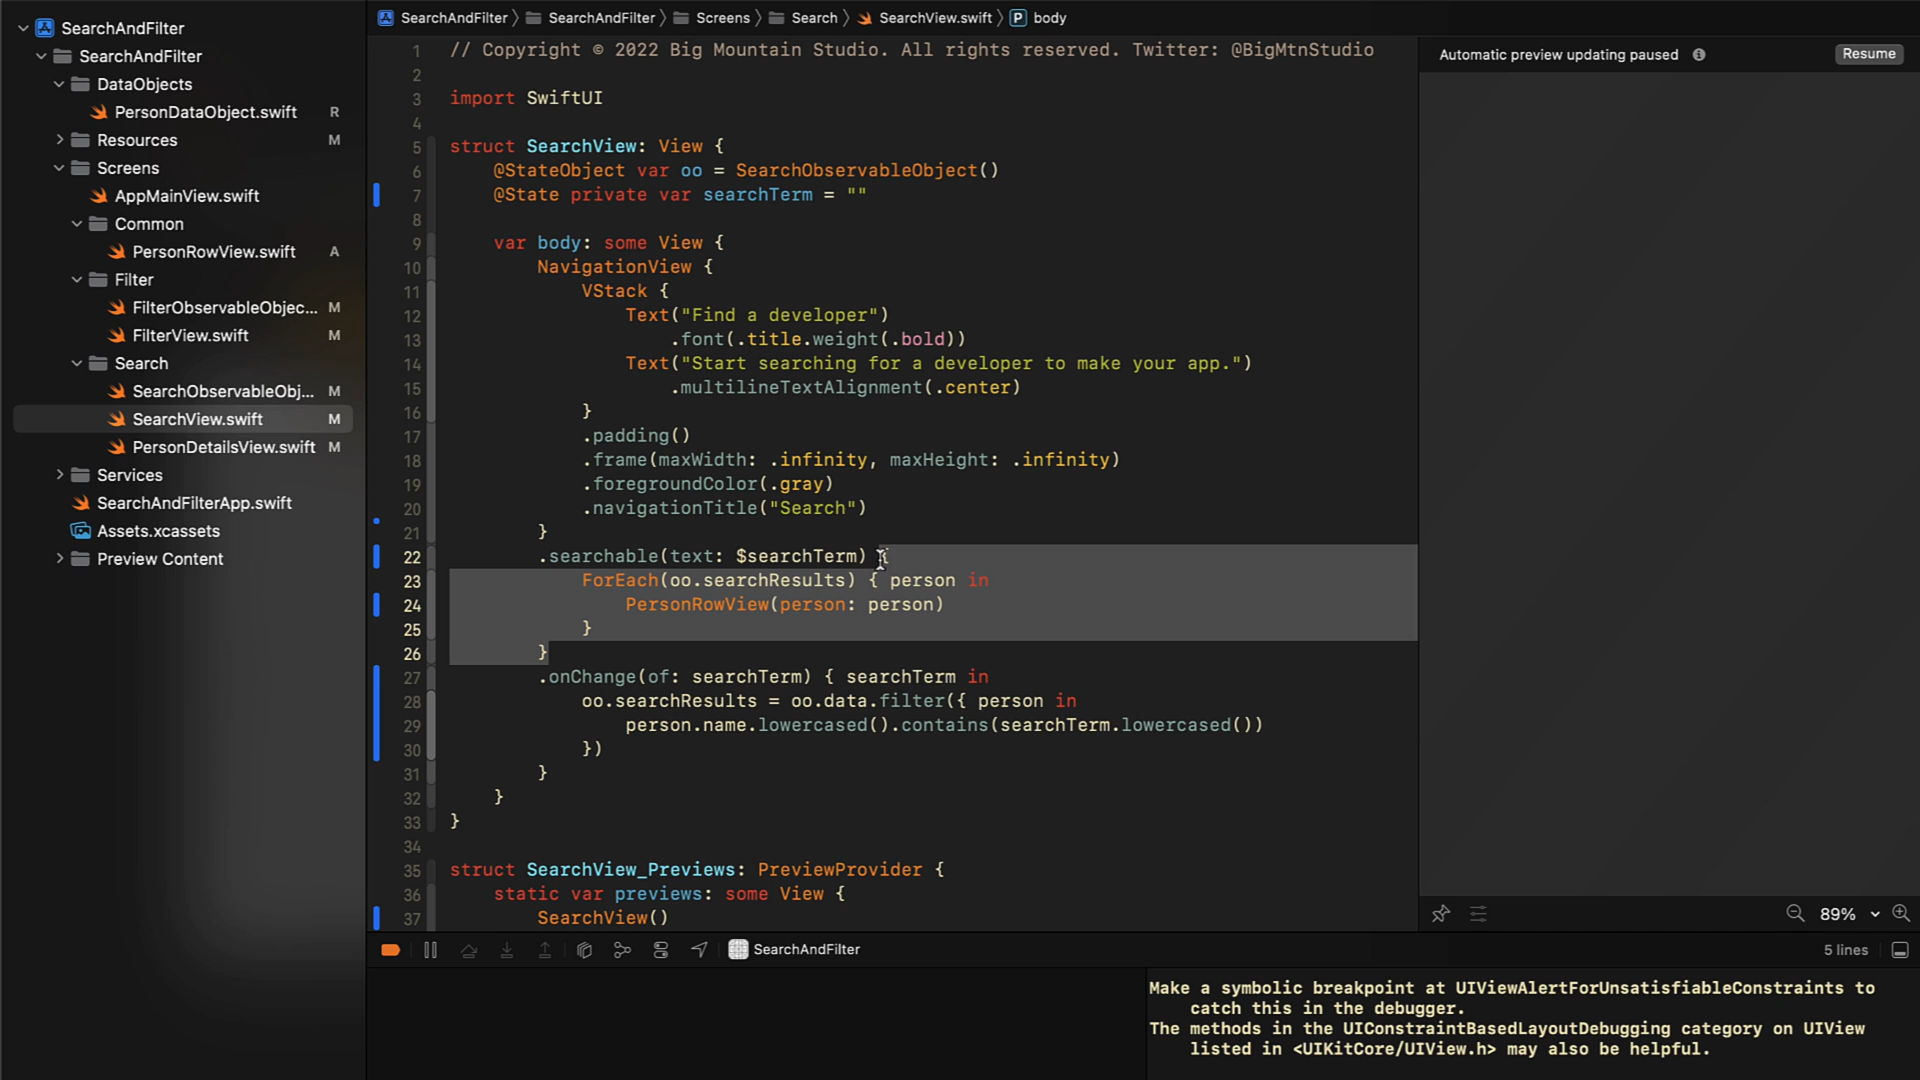 SearchAndFilter
SearchAndFilter
DataObjects
PersonDataObject.swift R
Resources M
Screens
AppMainView.swift
Common
PersonRowView.swift A
Filter
FilterObservableObjec... M
FilterView.swift M
Search
SearchObservableObj... M
SearchView.swift M
PersonDetailsView.swift M
Services
SearchAndFilterApp.swift
Assets.xcassets
Preview Content
SearchAndFilter SearchAndFilter Screens Search SearchView.swift P body
1 // Copyright © 2022 Big Mountain Studio. All rights reserved. Twitter: @BigMtnStudio
2
3 import SwiftUI
4
5 struct SearchView: View {
6 @StateObject var oo = SearchObservableObject()
7 @State private var searchTerm = ""
8
9 var body: some View {
10 NavigationView {
11 VStack {
12 Text("Find a developer")
13 .font(.title.weight(.bold))
14 Text("Start searching for a developer to make your app.")
15 .multilineTextAlignment(.center)
16 }
17 .padding()
18 .frame(maxWidth: .infinity, maxHeight: .infinity)
19 .foregroundColor(.gray)
20 .navigationTitle("Search")
21 }
22 .searchable(text: $searchTerm) {
23 ForEach(oo.searchResults) { person in
24 PersonRowView(person: person)
25 }
26 }
27 .onChange(of: searchTerm) { searchTerm in
28 oo.searchResults = oo.data.filter({ person in
29 person.name.lowercased().contains(searchTerm.lowercased())
30 })
31 }
32 }
33 }
34
35 struct SearchView_Previews: PreviewProvider {
36 static var previews: some View {
37 SearchView()
Automatic preview updating paused Resume
89%
SearchAndFilter
5 lines
Make a symbolic breakpoint at UIViewAlertForUnsatisfiableConstraints to
catch this in the debugger.
The methods in the UIConstraintBasedLayoutDebugging category on UIView
listed in <UIKitCore/UIView.h> may also be helpful.